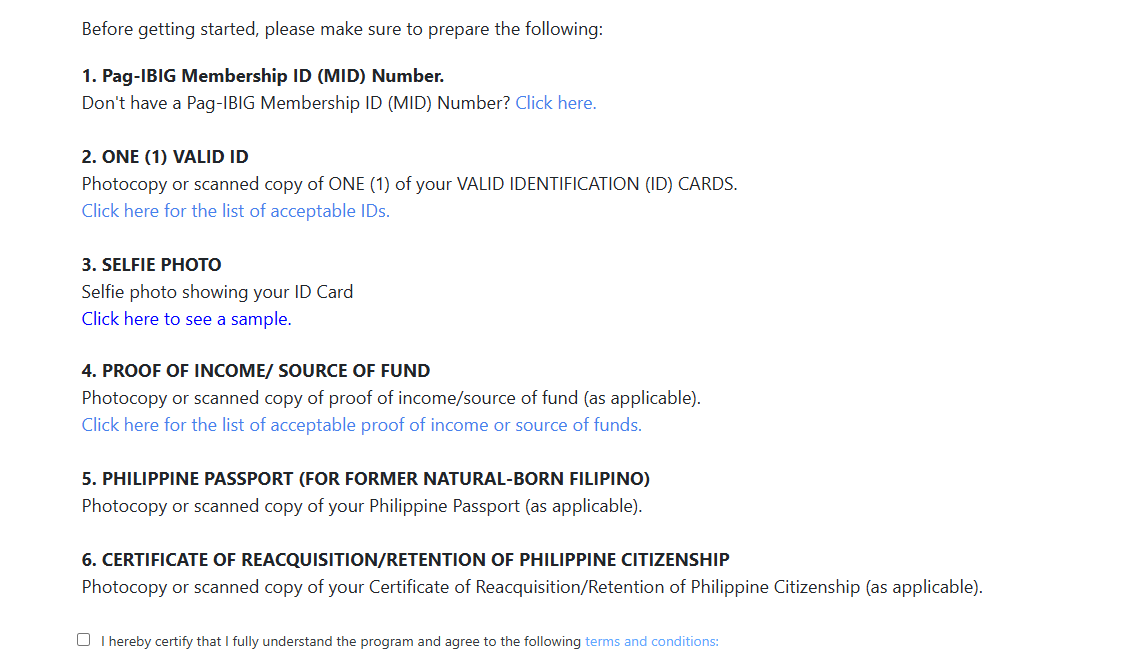 Before getting started, please make sure to prepare the following:
1. Pag-IBIG Membership ID (MID) Number.
Don't have a Pag-IBIG Membership ID (MID) Number? Click here.
2. ONE (1) VALID ID
Photocopy or scanned copy of ONE (1) of your VALID IDENTIFICATION (ID) CARDS.
Click here for the list of acceptable IDs.
3. SELFIE PHOTO
Selfie photo showing your ID Card
Click here to see a sample.
4. PROOF OF INCOME/ SOURCE OF FUND
Photocopy or scanned copy of proof of income/source of fund (as applicable).
Click here for the list of acceptable proof of income or source of funds.
5. PHILIPPINE PASSPORT (FOR FORMER NATURAL-BORN FILIPINO)
Photocopy or scanned copy of your Philippine Passport (as applicable).
6. CERTIFICATE OF REACQUISITION/RETENTION OF PHILIPPINE CITIZENSHIP
Photocopy or scanned copy of your Certificate of Reacquisition/Retention of Philippine Citizenship (as applicable).
I hereby certify that I fully understand the program and agree to the following terms and conditions: